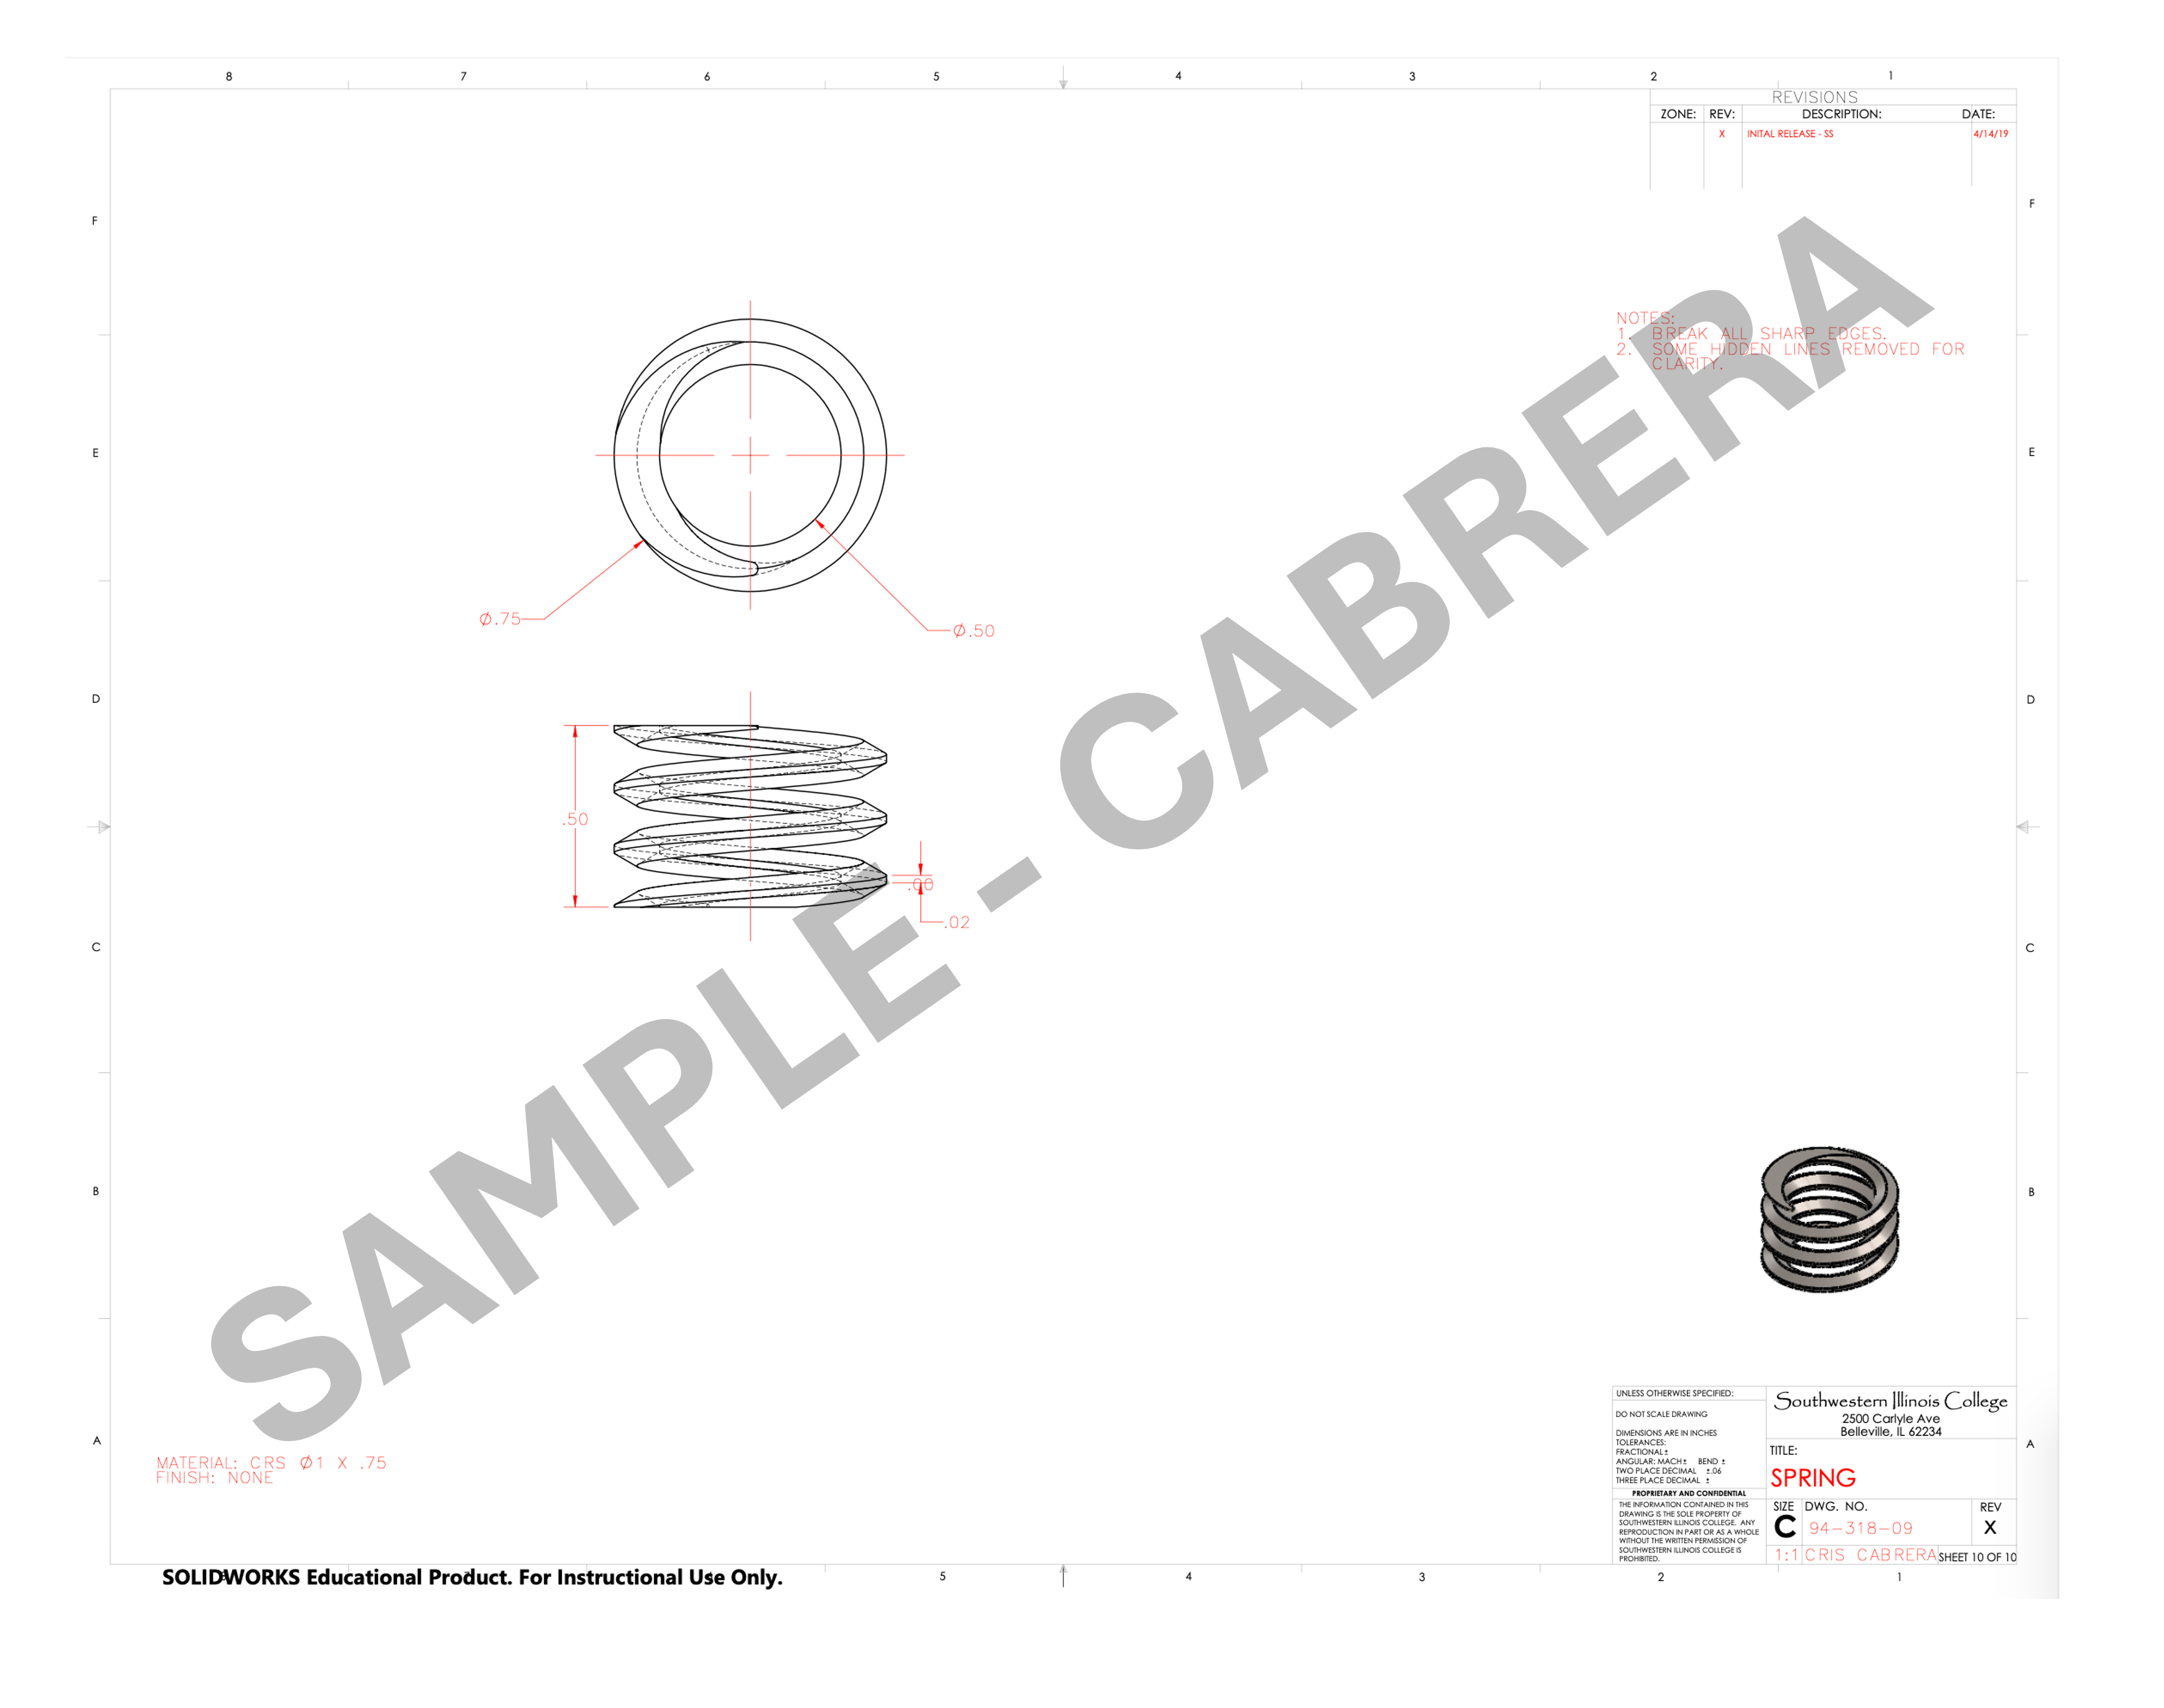 8 7 6 5 4 3 2 1
REVISIONS
ZONE: REV: DESCRIPTION: DATE:
X INITAL RELEASE - SS 4/14/19
F F
NOTES:
1. BREAK ALL SHARP EDGES.
2. SOME HIDDEN LINES REMOVED FOR
CLARITY.
E E
Ø.75
Ø.50
D D
.50
.00
.02
C C
SAMPLE - CABRERA
B B
A A
MATERIAL: CRS Ø1 X .75
FINISH: NONE
UNLESS OTHERWISE SPECIFIED:
DO NOT SCALE DRAWING
DIMENSIONS ARE IN INCHES
TOLERANCES:
FRACTIONAL ±
ANGULAR: MACH ± BEND ±
TWO PLACE DECIMAL ±.06
THREE PLACE DECIMAL ±
PROPRIETARY AND CONFIDENTIAL
THE INFORMATION CONTAINED IN THIS
DRAWING IS THE SOLE PROPERTY OF
SOUTHWESTERN ILLINOIS COLLEGE. ANY
REPRODUCTION IN PART OR AS A WHOLE
WITHOUT THE WRITTEN PERMISSION OF
SOUTHWESTERN ILLINOIS COLLEGE IS
PROHIBITED.
Southwestern Illinois College
2500 Carlyle Ave
Belleville, IL 62234
TITLE:
SPRING
SIZE DWG. NO. REV
C 94-318-09 X
1:1 CRIS CABRERA SHEET 10 OF 10
SOLIDWORKS Educational Product. For Instructional Use Only.
5 4 3 2 1